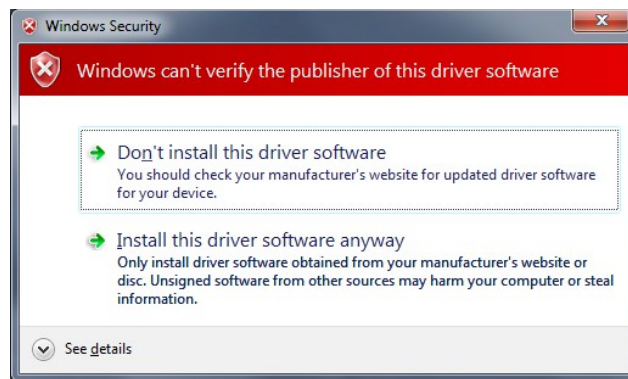 Windows Security
Windows can't verify the publisher of this driver software
Don't install this driver software
You should check your manufacturer's website for updated driver software
for your device.
Install this driver software anyway
Only install driver software obtained from your manufacturer's website or
disc. Unsigned software from other sources may harm your computer or steal
information.
See details